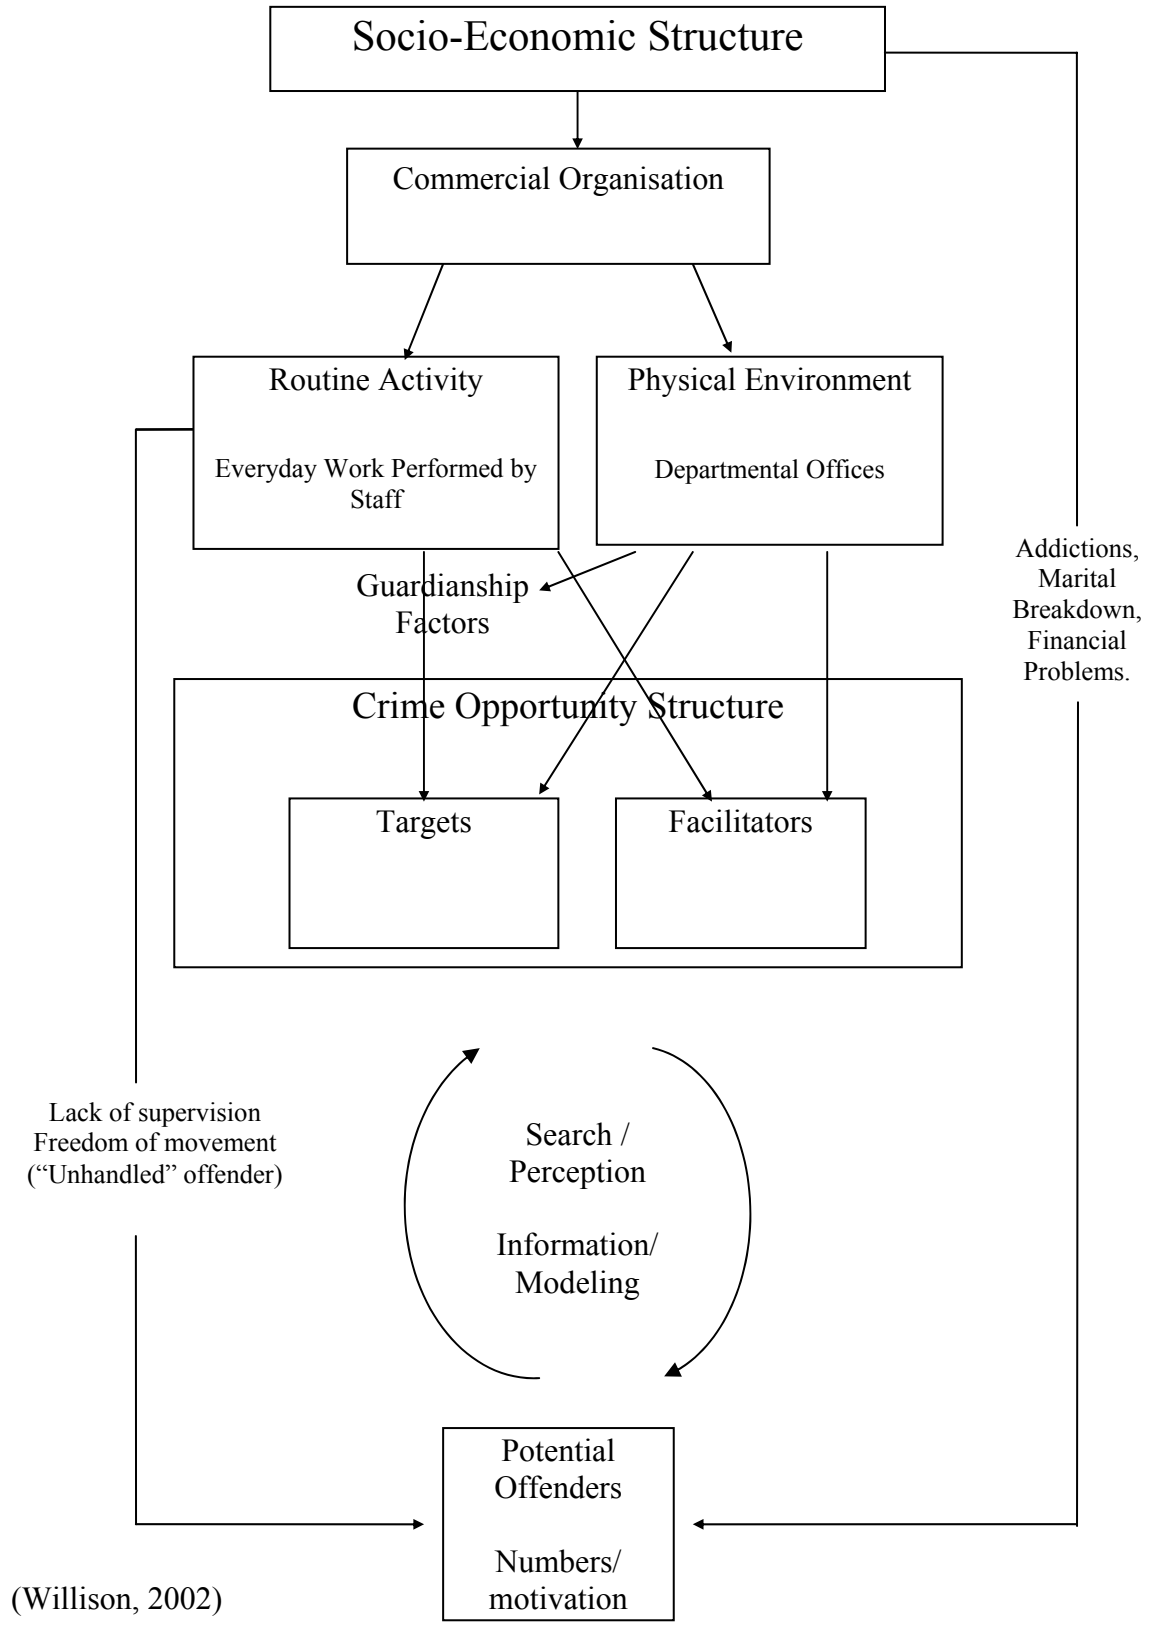 Socio-Economic Structure
Commercial Organisation
Routine Activity
Everyday Work Performed by
Staff
Physical Environment
Departmental Offices
Guardianship
Factors
Addictions,
Marital
Breakdown,
Financial
Problems.
Crime Opportunity Structure
Targets
Facilitators
Lack of supervision
Freedom of movement
(“Unhandled” offender)
Search /
Perception
Information/
Modeling
Potential
Offenders
Numbers/
motivation
(Willison, 2002)